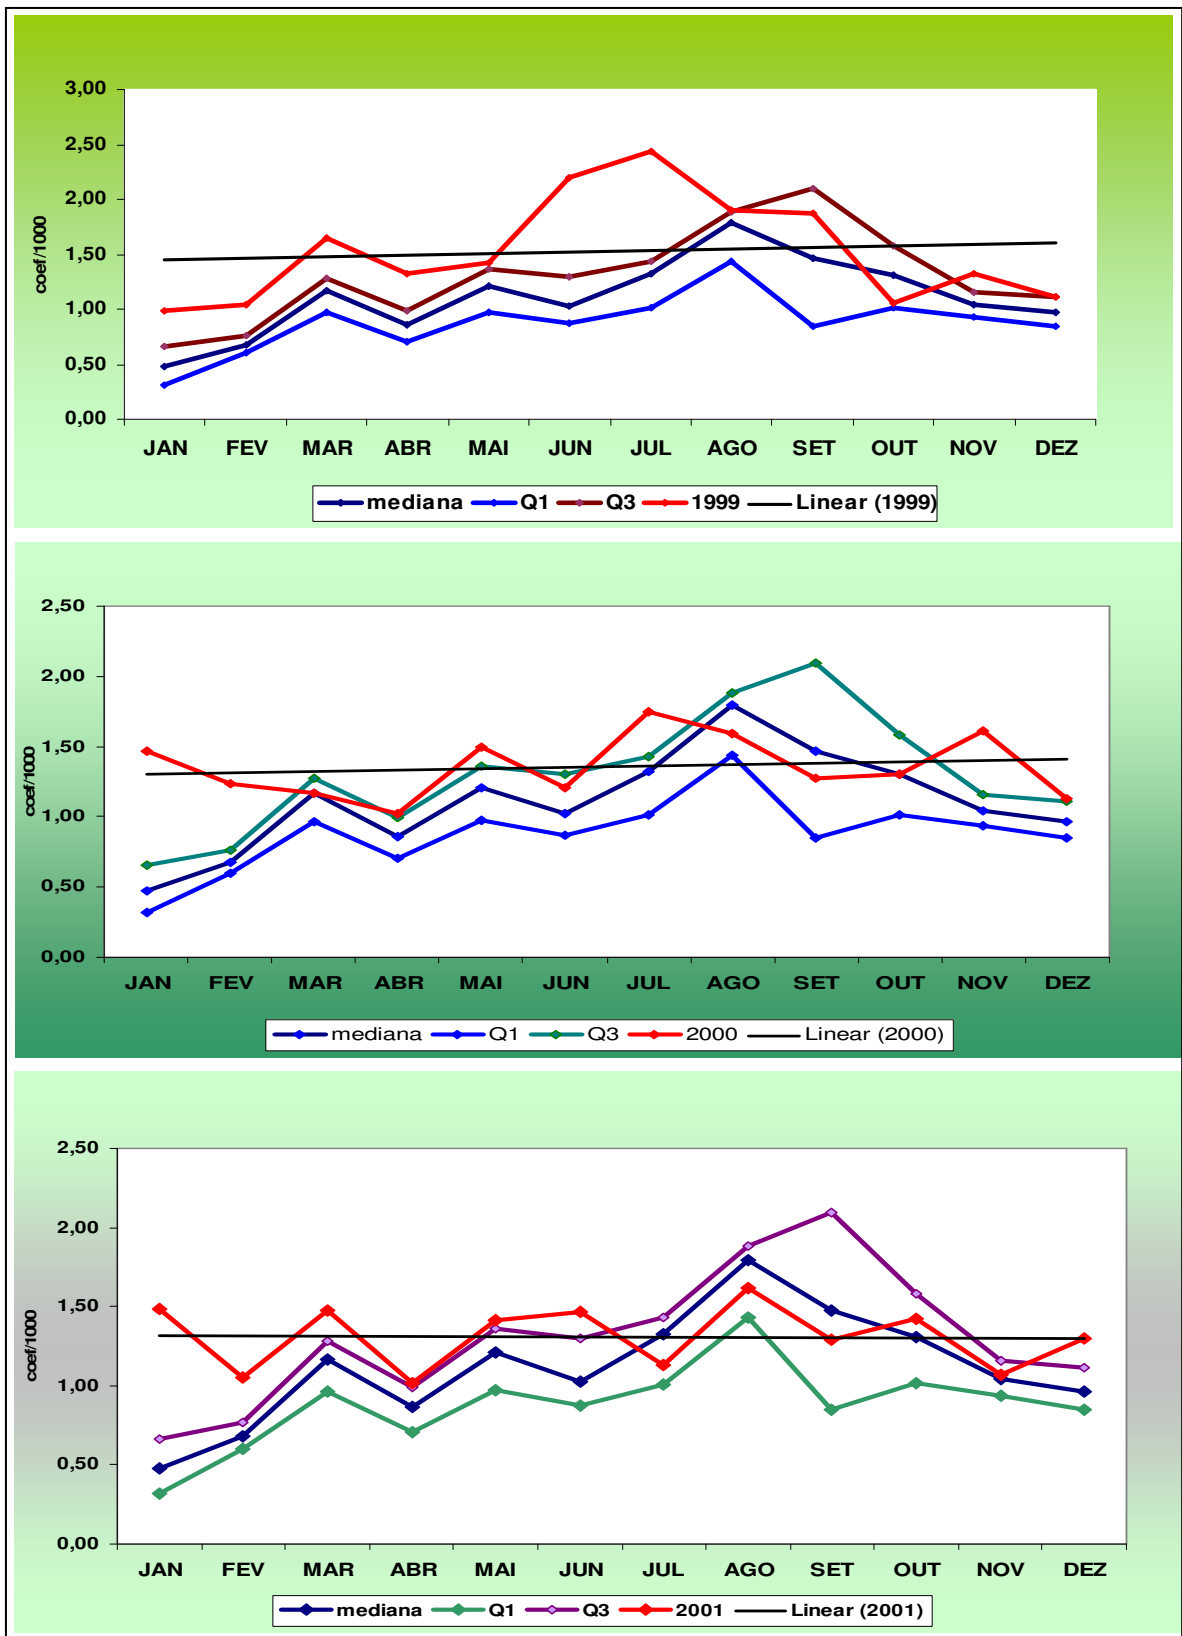 3,00
2,50
2,00
1,50
1,00
0,50
0,00
coef/1000
JAN FEV MAR ABR MAI JUN JUL AGO SET OUT NOV DEZ
mediana Q1 Q3 1999 Linear (1999)
2,50
2,00
1,50
1,00
0,50
0,00
coef/1000
JAN FEV MAR ABR MAI JUN JUL AGO SET OUT NOV DEZ
mediana Q1 Q3 2000 Linear (2000)
2,50
2,00
1,50
1,00
0,50
0,00
coef/1000
JAN FEV MAR ABR MAI JUN JUL AGO SET OUT NOV DEZ
mediana Q1 Q3 2001 Linear (2001)